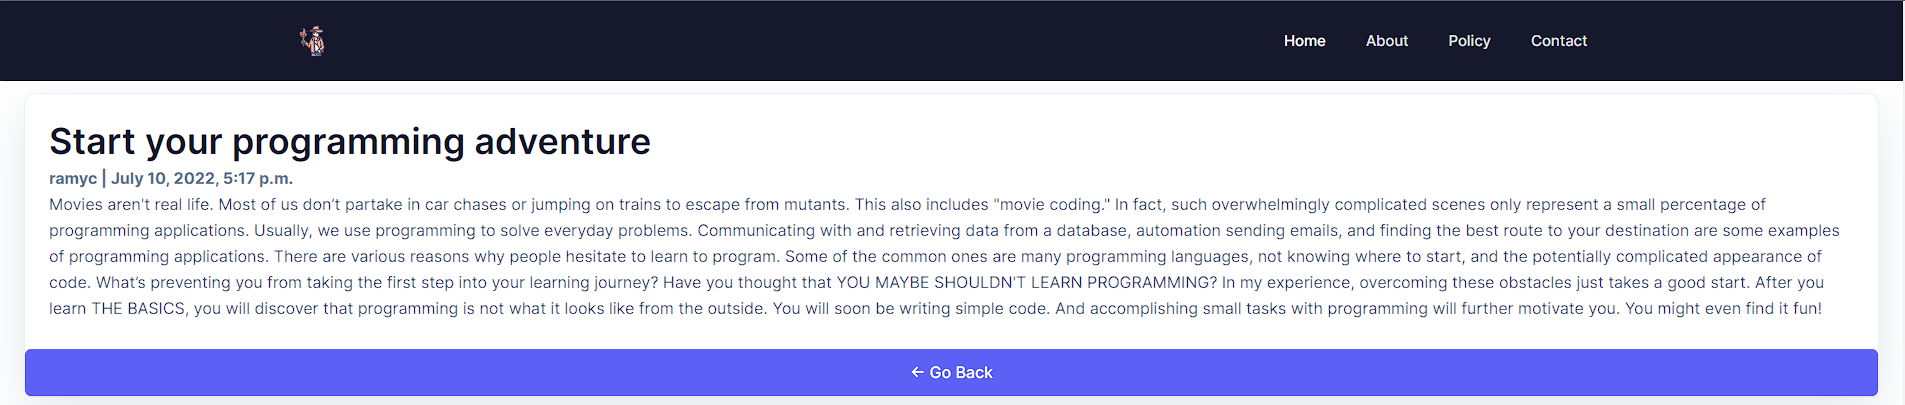 Home About Policy Contact
Start your programming adventure
ramyc | July 10, 2022, 5:17 p.m.
Movies aren't real life. Most of us don’t partake in car chases or jumping on trains to escape from mutants. This also includes "movie coding." In fact, such overwhelmingly complicated scenes only represent a small percentage of
programming applications. Usually, we use programming to solve everyday problems. Communicating with and retrieving data from a database, automation sending emails, and finding the best route to your destination are some examples
of programming applications. There are various reasons why people hesitate to learn to program. Some of the common ones are many programming languages, not knowing where to start, and the potentially complicated appearance of
code. What’s preventing you from taking the first step into your learning journey? Have you thought that YOU MAYBE SHOULDN'T LEARN PROGRAMMING? In my experience, overcoming these obstacles just takes a good start. After you
learn THE BASICS, you will discover that programming is not what it looks like from the outside. You will soon be writing simple code. And accomplishing small tasks with programming will further motivate you. You might even find it fun!
← Go Back